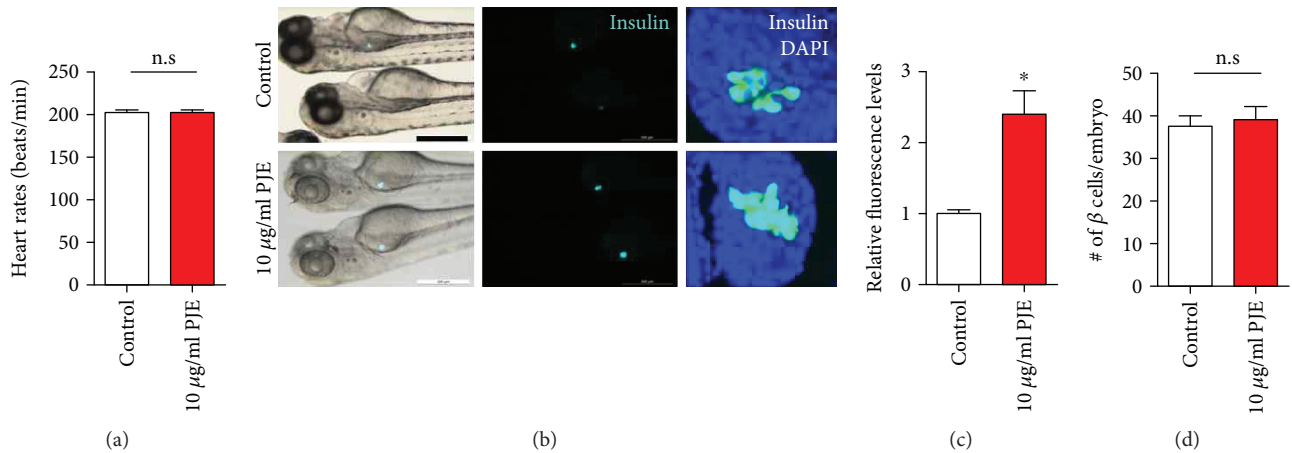 (a)
Heart rates (beats/min)
250
200
150
100
50
0
n.s
Control
10 μg/ml PJE
(b)
Control
10 μg/ml PJE
Insulin
Insulin
DAPI
(c)
Relative fluorescence levels
3
2
1
0
*
Control
10 μg/ml PJE
(d)
# of β cells/embryo
50
40
30
20
10
0
n.s
Control
10 μg/ml PJE